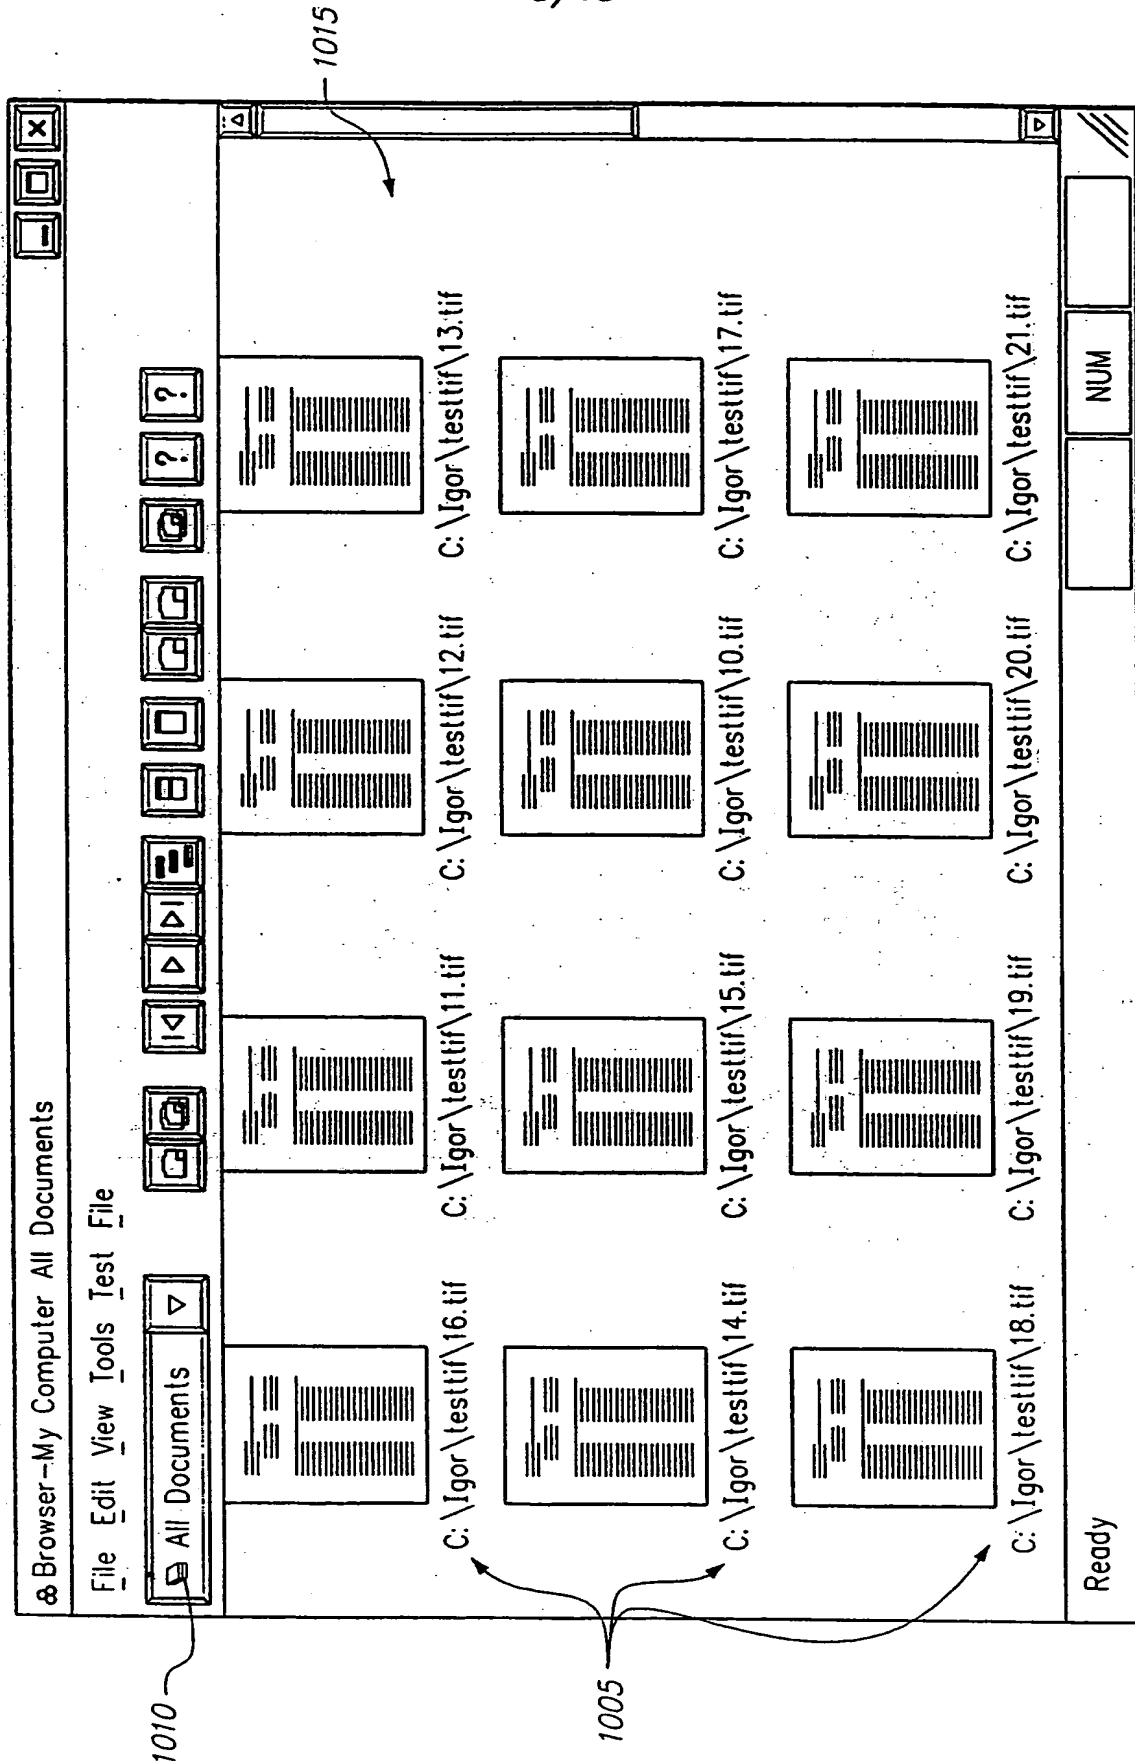 1015
& Browser-My Computer All Documents
File Edit View Tools Test File
1010
All Documents
? ?
C:\Igor\testtif\16.tif C:\Igor\testtif\11.tif C:\Igor\testtif\12.tif C:\Igor\testtif\13.tif
C:\Igor\testtif\14.tif C:\Igor\testtif\15.tif C:\Igor\testtif\10.tif C:\Igor\testtif\17.tif
1005
C:\Igor\testtif\18.tif C:\Igor\testtif\19.tif C:\Igor\testtif\20.tif C:\Igor\testtif\21.tif
Ready NUM